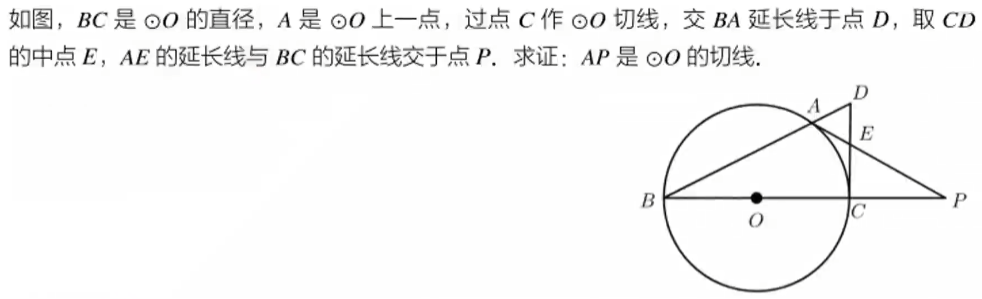 如图，BC 是 ⊙O 的直径，A 是 ⊙O 上一点，过点 C 作 ⊙O 切线，交 BA 延长线于点 D，取 CD
的中点 E，AE 的延长线与 BC 的延长线交于点 P．求证：AP 是 ⊙O 的切线．
D
A
E
B
O
C
P